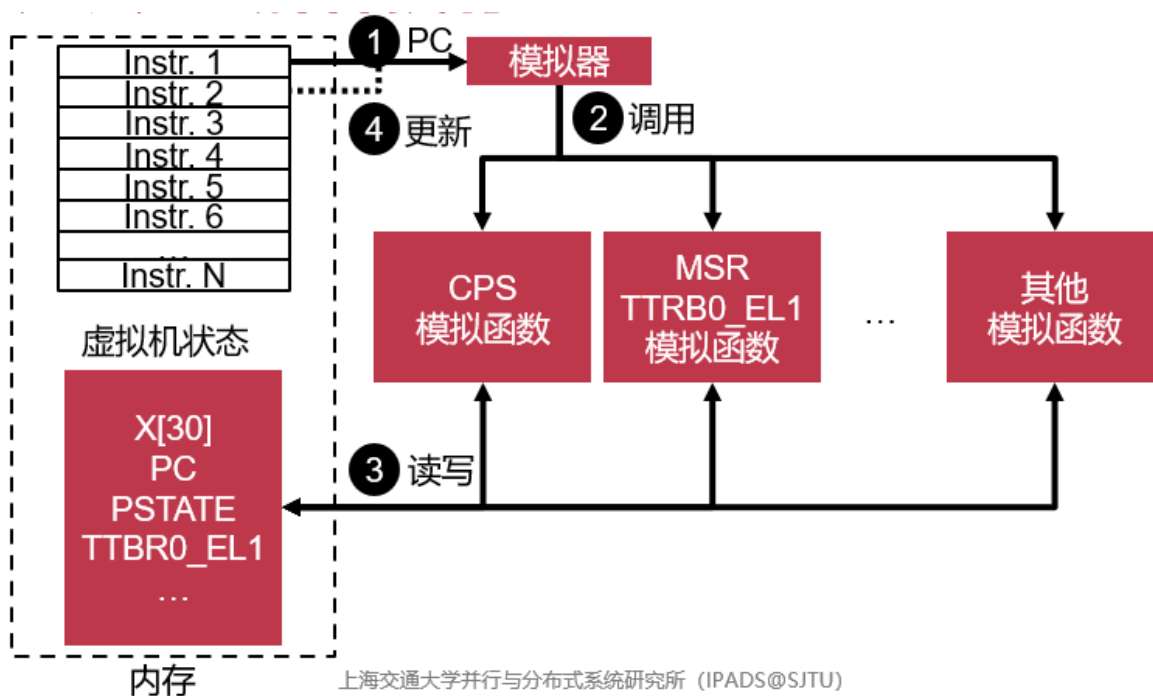 1 PC
模拟器
Instr. 1
Instr. 2
Instr. 3
Instr. 4
Instr. 5
Instr. 6
...
Instr. N
4 更新
2 调用
CPS
模拟函数
MSR
TTRB0_EL1
模拟函数
...
其他
模拟函数
虚拟机状态
X[30]
PC
PSTATE
TTBR0_EL1
...
3 读写
内存
上海交通大学并行与分布式系统研究所（IPADS@SJTU）